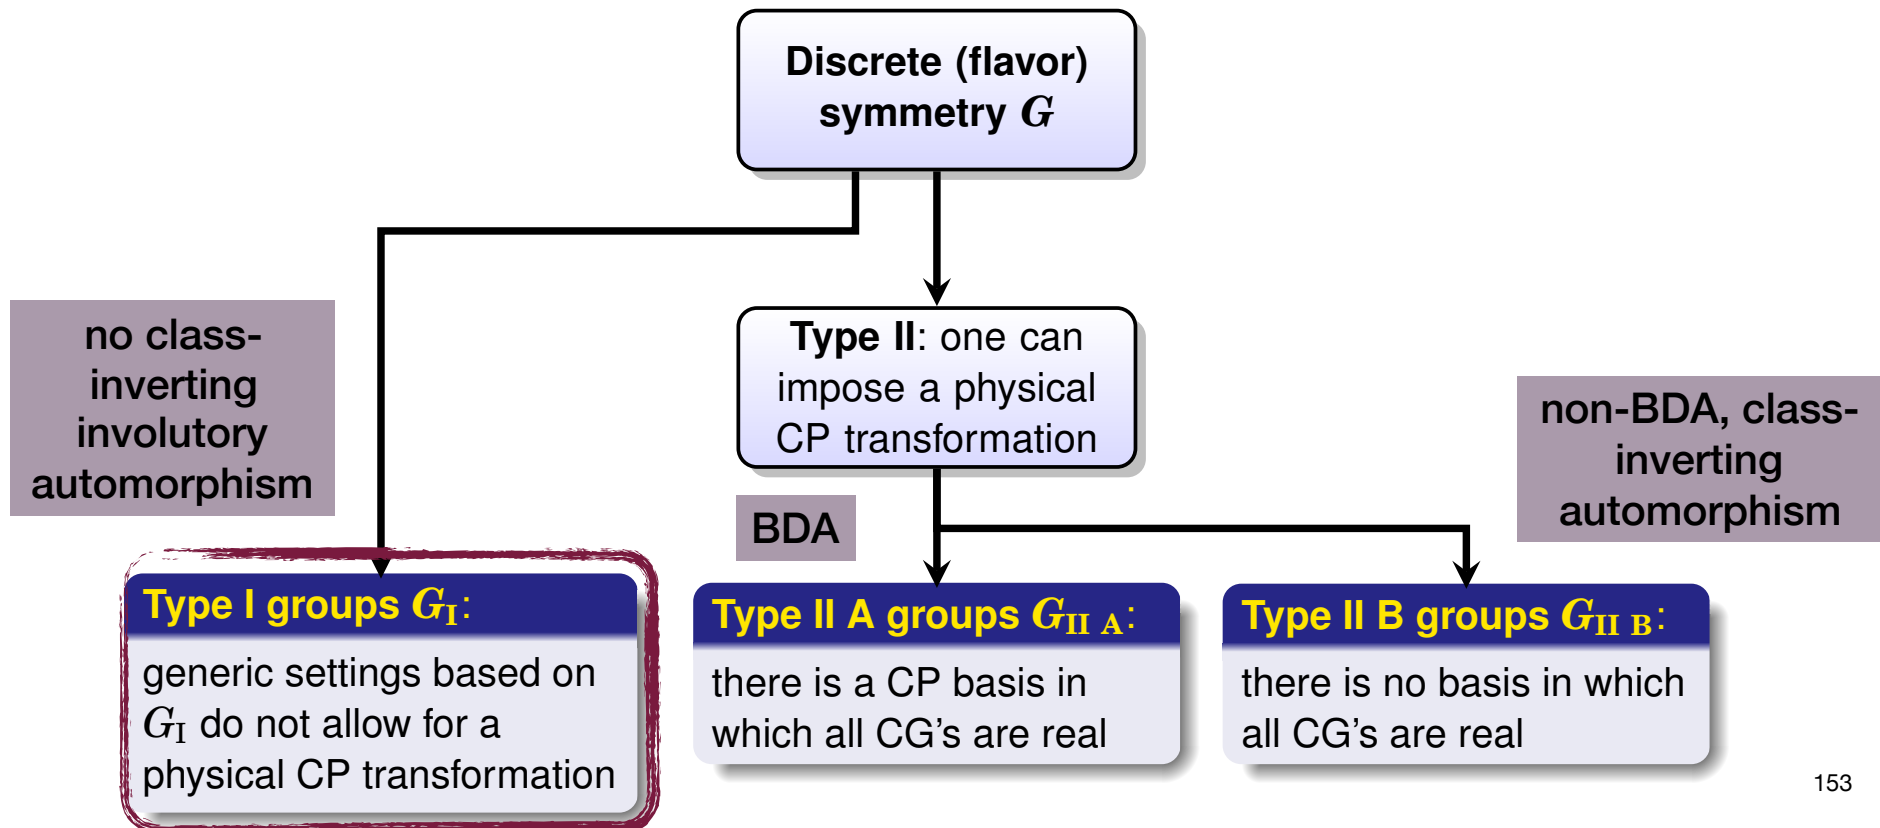 Discrete (flavor)
symmetry G
no class-
inverting
involutory
automorphism
Type II: one can
impose a physical
CP transformation
non-BDA, class-
inverting
automorphism
BDA
Type I groups G_I:
generic settings based on
G_I do not allow for a
physical CP transformation
Type II A groups G_II A:
there is a CP basis in
which all CG's are real
Type II B groups G_II B:
there is no basis in which
all CG's are real
153